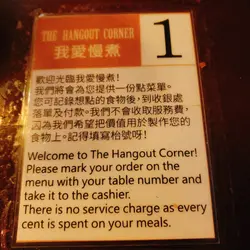 THE HANGOUT CORNER
我愛慢煮
1
歡迎光臨我愛慢煮!
我們將會為您提供一份點菜單。
您可記錄想點的食物後,到收銀處
落單及付款。我們不會收取服務費,
因為我們希望把價值用於製作您的
食物上。記得填寫枱號呀!
Welcome to The Hangout Corner!
Please mark your order on the
menu with your table number and
take it to the cashier.
There is no service charge as every
cent is spent on your meals.